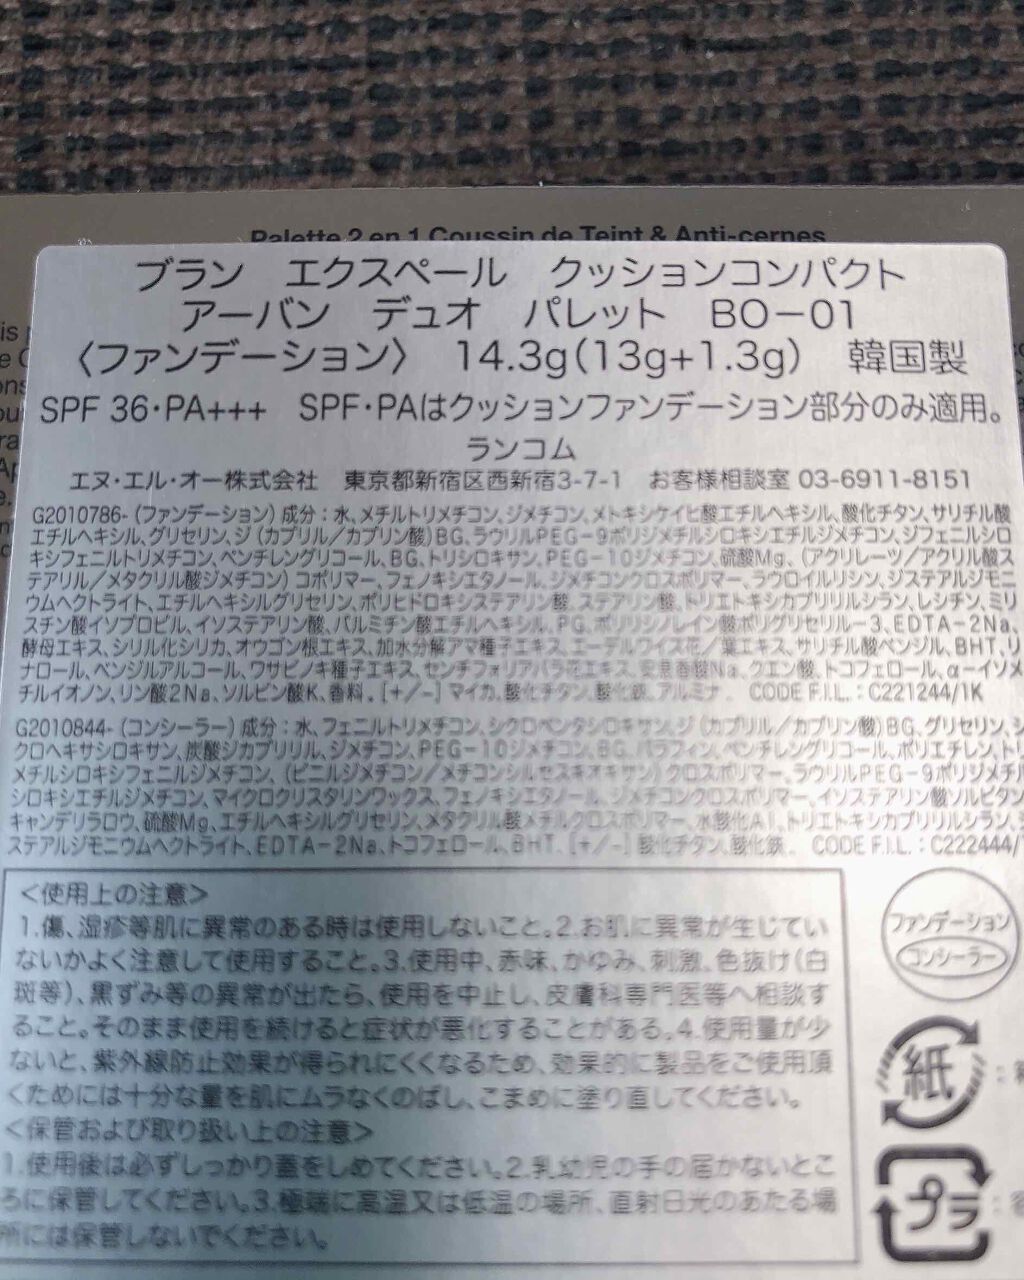 Palette 2 en 1 Coussin de Teint & Anti-cernes
ブラン エクスペール クッションコンパクト
アーバン デュオ パレット BO-01
〈ファンデーション〉 14.3g(13g+1.3g) 韓国製
SPF 36・PA+++ SPF・PAはクッションファンデーション部分のみ適用。
ランコム
エヌ・エル・オー株式会社 東京都新宿区西新宿3-7-1 お客様相談室 03-6911-8151
G2010786-(ファンデーション)成分:水、メチルトリメチコン、ジメチコン、メトキシケイヒ酸エチルヘキシル、酸化チタン、サリチル酸
エチルヘキシル、グリセリン、ジ(カプリル/カプリン酸)BG、ラウリルPEG-9ポリジメチルシロキシエチルジメチコン、ジフェニルシロ
キシフェニルトリメチコン、ペンチレングリコール、BG、トリシロキサン、PEG-10ジメチコン、硫酸Mg、(アクリレーツ/アクリル酸ス
テアリル/メタクリル酸ジメチコン)コポリマー、フェノキシエタノール、ジメチコンクロスポリマー、ラウロイルリシン、ジステアルジモニ
ウムヘクトライト、エチルヘキシルグリセリン、ポリヒドロキシステアリン酸、ステアリン酸、トリエトキシカプリリルシラン、レシチン、ミリ
スチン酸イソプロピル、イソステアリン酸、パルミチン酸エチルヘキシル、PG、ポリリシノレイン酸ポリグリセリル-3、EDTA-2Na、
酵母エキス、シリル化シリカ、オウゴン根エキス、加水分解アマ種子エキス、エーデルワイス花/葉エキス、サリチル酸ベンジル、BHT、リ
ナロール、ベンジルアルコール、ワサビノキ種子エキス、センチフォリアバラ花エキス、安息香酸Na、クエン酸、トコフェロール、α-イソメ
チルイオノン、リン酸2Na、ソルビン酸K、香料、[+/-]マイカ、酸化チタン、酸化鉄、アルミナ。 CODE F.I.L.:C221244/1K
G2010844-(コンシーラー)成分:水、フェニルトリメチコン、シクロペンタシロキサン、ジ(カプリル/カプリン酸)BG、グリセリン、シ
クロヘキサシロキサン、炭酸ジカプリリル、ジメチコン、PEG-10ジメチコン、BG、パラフィン、ペンチレングリコール、ポリエチレン、トリ
メチルシロキシフェニルジメチコン、(ビニルジメチコン/メチコンシルセスキオキサン)クロスポリマー、ラウリルPEG-9ポリジメチル
シロキシエチルジメチコン、マイクロクリスタリンワックス、フェノキシエタノール、ジメチコンクロスポリマー、イソステアリン酸ソルビタン、
キャンデリラロウ、硫酸Mg、エチルヘキシルグリセリン、メタクリル酸メチルクロスポリマー、水酸化Al、トリエトキシカプリリルシラン、ジ
ステアルジモニウムヘクトライト、EDTA-2Na、トコフェロール、BHT、[+/-]酸化チタン、酸化鉄。 CODE F.I.L.:C222444/
<使用上の注意>
1.傷、湿疹等肌に異常のある時は使用しないこと。2.お肌に異常が生じてい
ないかよく注意して使用すること。3.使用中、赤味、かゆみ、刺激、色抜け(白
斑等)、黒ずみ等の異常が出たら、使用を中止し、皮膚科専門医等へ相談す
ること。そのまま使用を続けると症状が悪化することがある。4.使用量が少
ないと、紫外線防止効果が得られにくくなるため、効果的に製品をご使用頂
くためには十分な量を肌にムラなくのばし、こまめに塗り直してください。
<保管および取り扱い上の注意>
1.使用後は必ずしっかり蓋をしめてください。2.乳幼児の手の届かないとこ
ろに保管してください。3.極端に高温又は低温の場所、直射日光のあたる場
所には保管しないでください。
ファンデーション
コンシーラー
紙
プラ